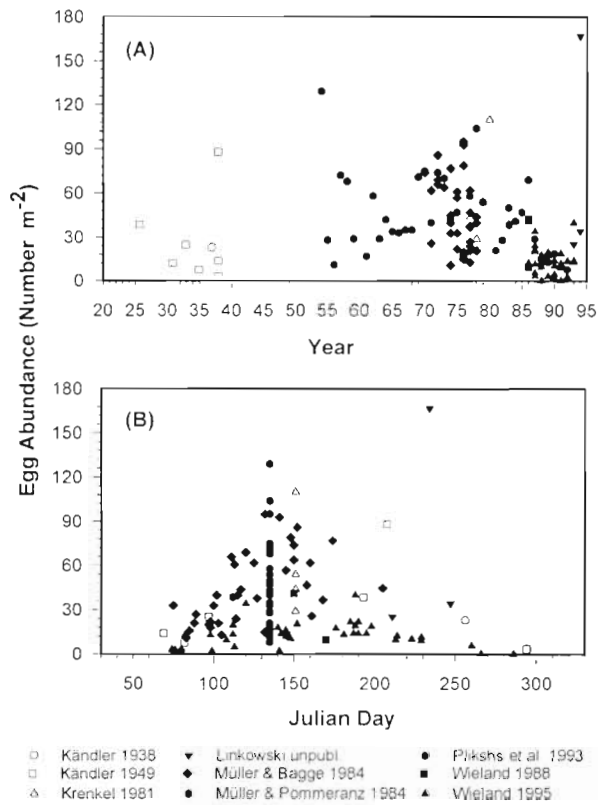 180
(A)
150
120
90
60
30
0
20 25 30 35 40 45 50 55 60 65 70 75 80 85 90 95
Year
Egg Abundance (Number m⁻²)
180
(B)
150
120
90
60
30
0
50 100 150 200 250 300
Julian Day
Kändler 1938 Linkowski unpubl. Plikshs et al 1993
Kändler 1949 Müller & Bagge 1984 Wieland 1988
Krenkel 1981 Müller & Pommeranz 1984 Wieland 1995